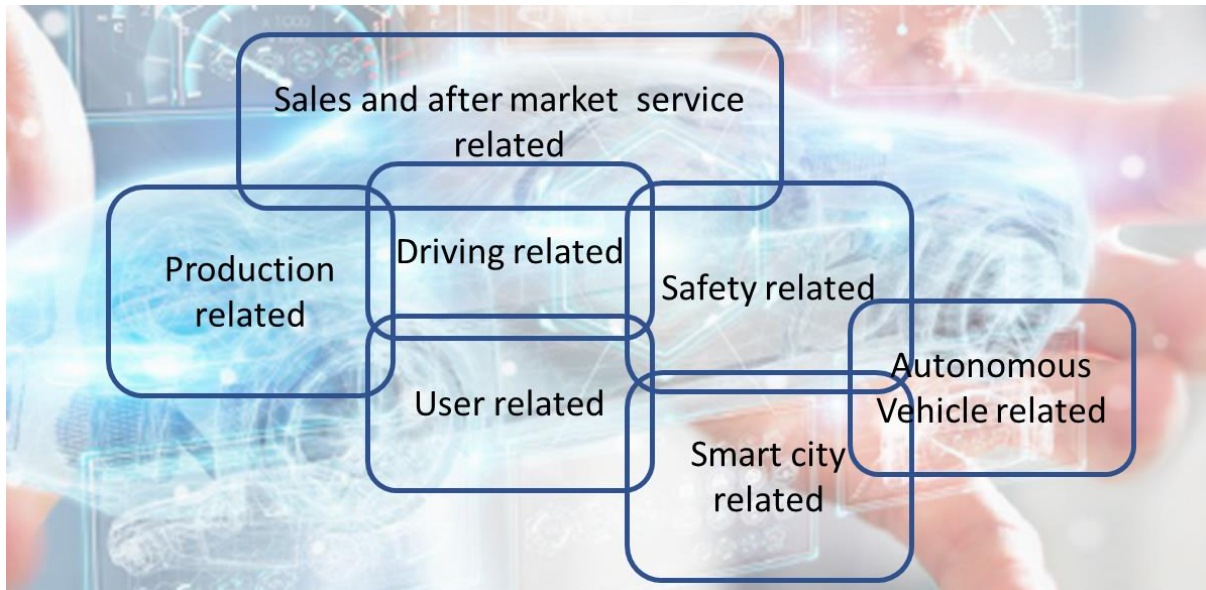 Sales and after market service
related
Driving related
Production
related
Safety related
Autonomous
Vehicle related
User related
Smart city
related